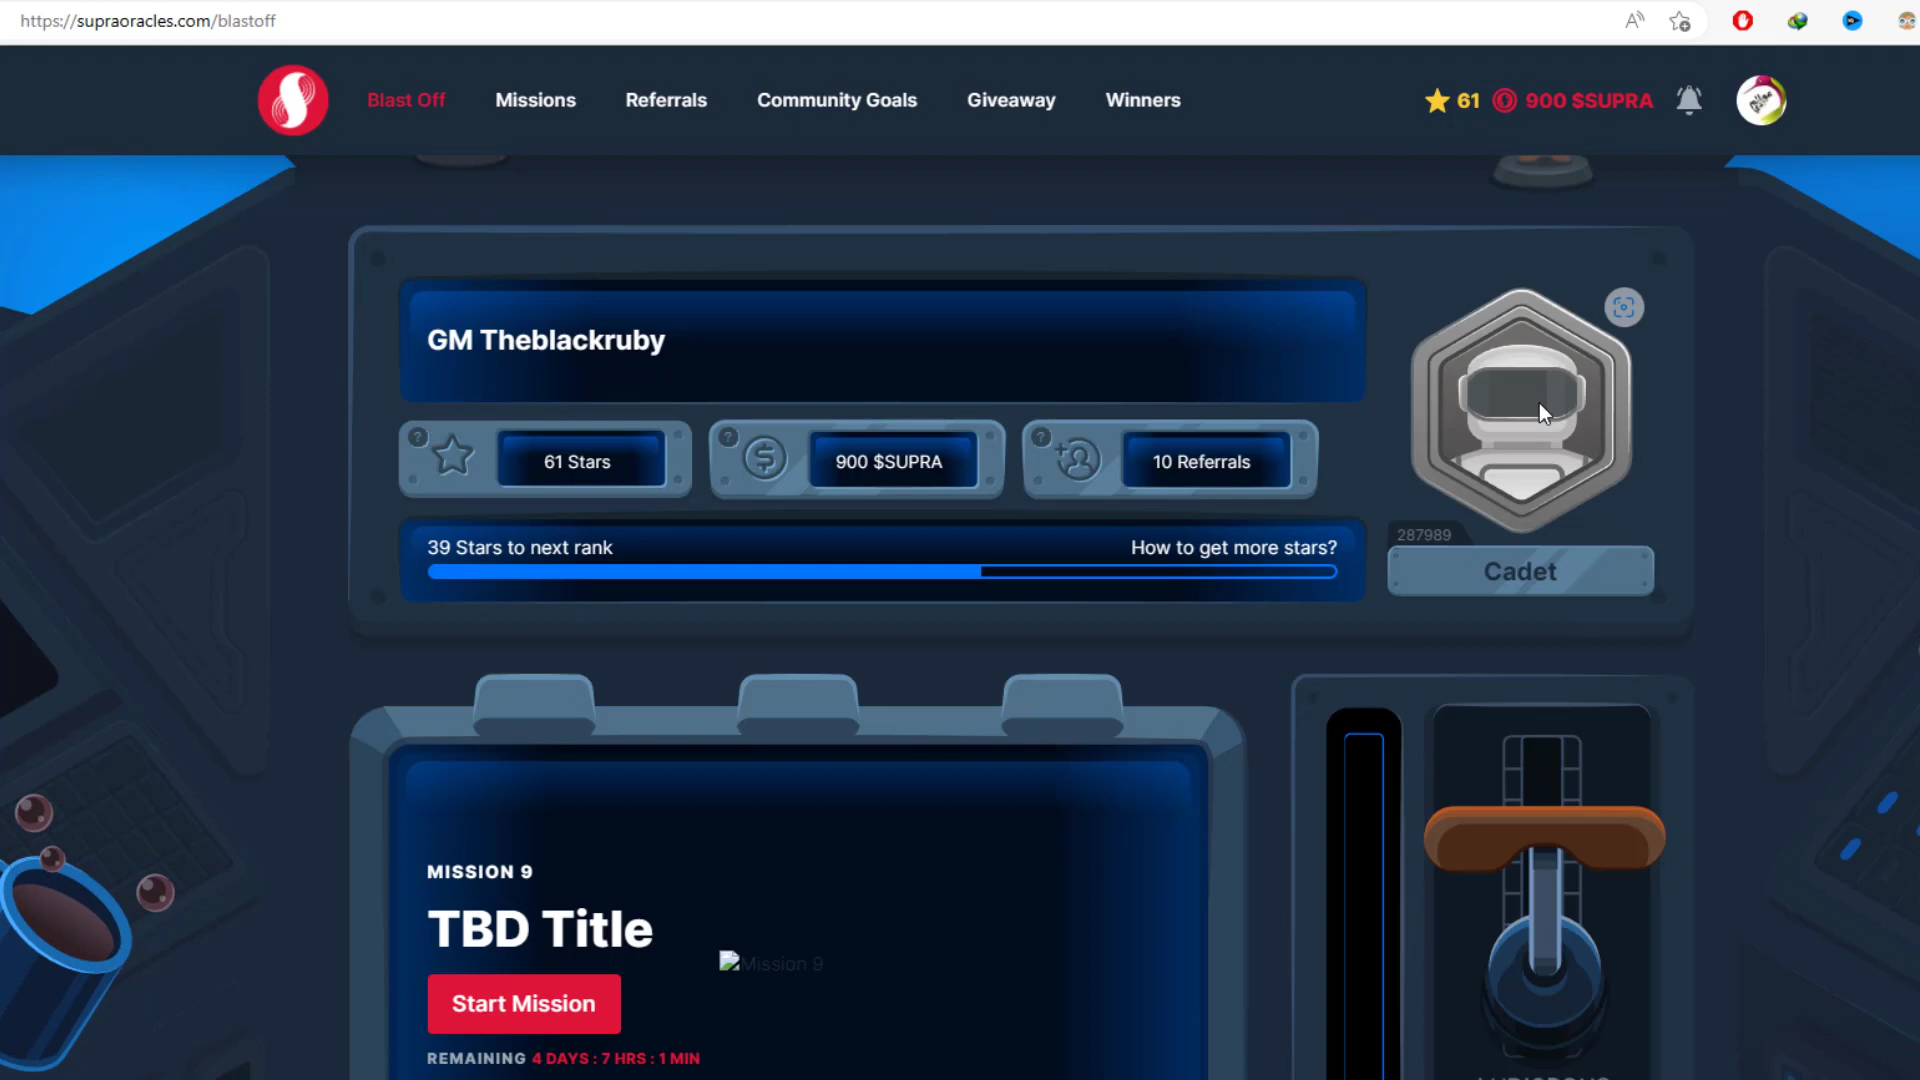 https://supraoracles.com/blastoff
Blast Off
Missions
Referrals
Community Goals
Giveaway
Winners
61
900 $SUPRA
GM Theblackruby
? 61 Stars
? 900 $SUPRA
? 10 Referrals
39 Stars to next rank
How to get more stars?
287989
Cadet
MISSION 9
TBD Title
Mission 9
Start Mission
REMAINING 4 DAYS : 7 HRS : 1 MIN